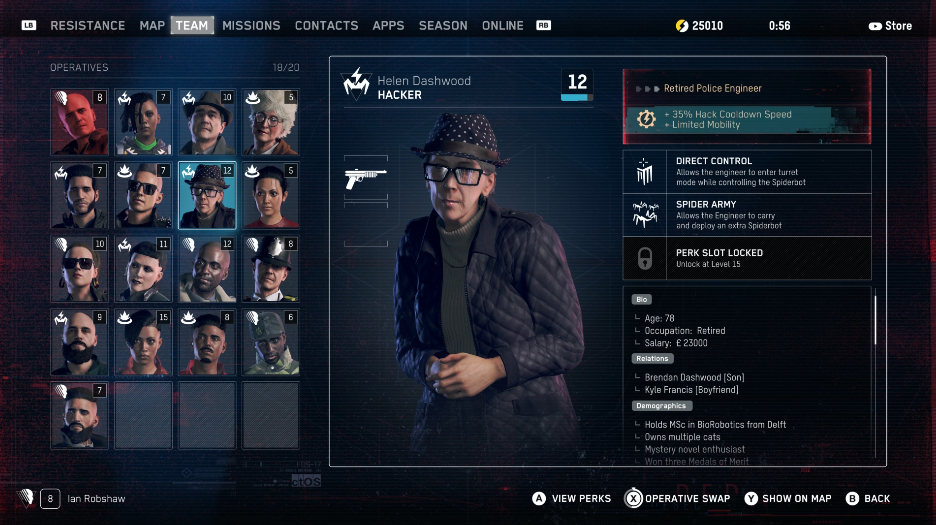 LB RESISTANCE MAP TEAM MISSIONS CONTACTS APPS SEASON ONLINE RB 25010 0:56 Store
OPERATIVES 18/20
8 7 10 5
7 7 12 5
10 11 12 8
9 15 8 6
7
Helen Dashwood
HACKER
12
Retired Police Engineer
+ 35% Hack Cooldown Speed
+ Limited Mobility
DIRECT CONTROL
Allows the engineer to enter turret
mode while controlling the Spiderbot
SPIDER ARMY
Allows the Engineer to carry
and deploy an extra Spiderbot
PERK SLOT LOCKED
Unlock at Level 15
Bio
Age: 78
Occupation: Retired
Salary: £ 23000
Relations
Brendan Dashwood [Son]
Kyle Francis [Boyfriend]
Demographics
Holds MSc in BioRobotics from Delft
Owns multiple cats
Mystery novel enthusiast
Won three Medals of Merit
ctOS
8 Ian Robshaw
A VIEW PERKS X OPERATIVE SWAP Y SHOW ON MAP B BACK